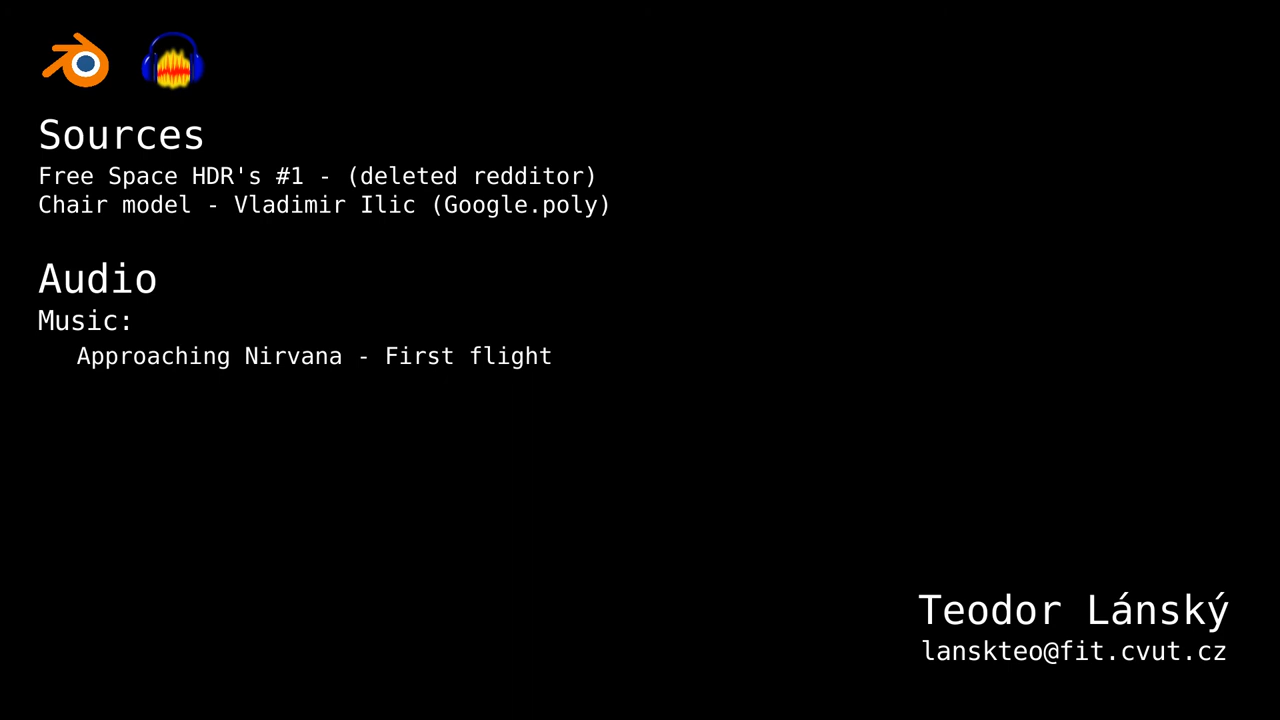 Sources
Free Space HDR's #1 - (deleted redditor)
Chair model - Vladimir Ilic (Google.poly)
Audio
Music:
Approaching Nirvana - First flight
Teodor Lánský
lanskteo@fit.cvut.cz